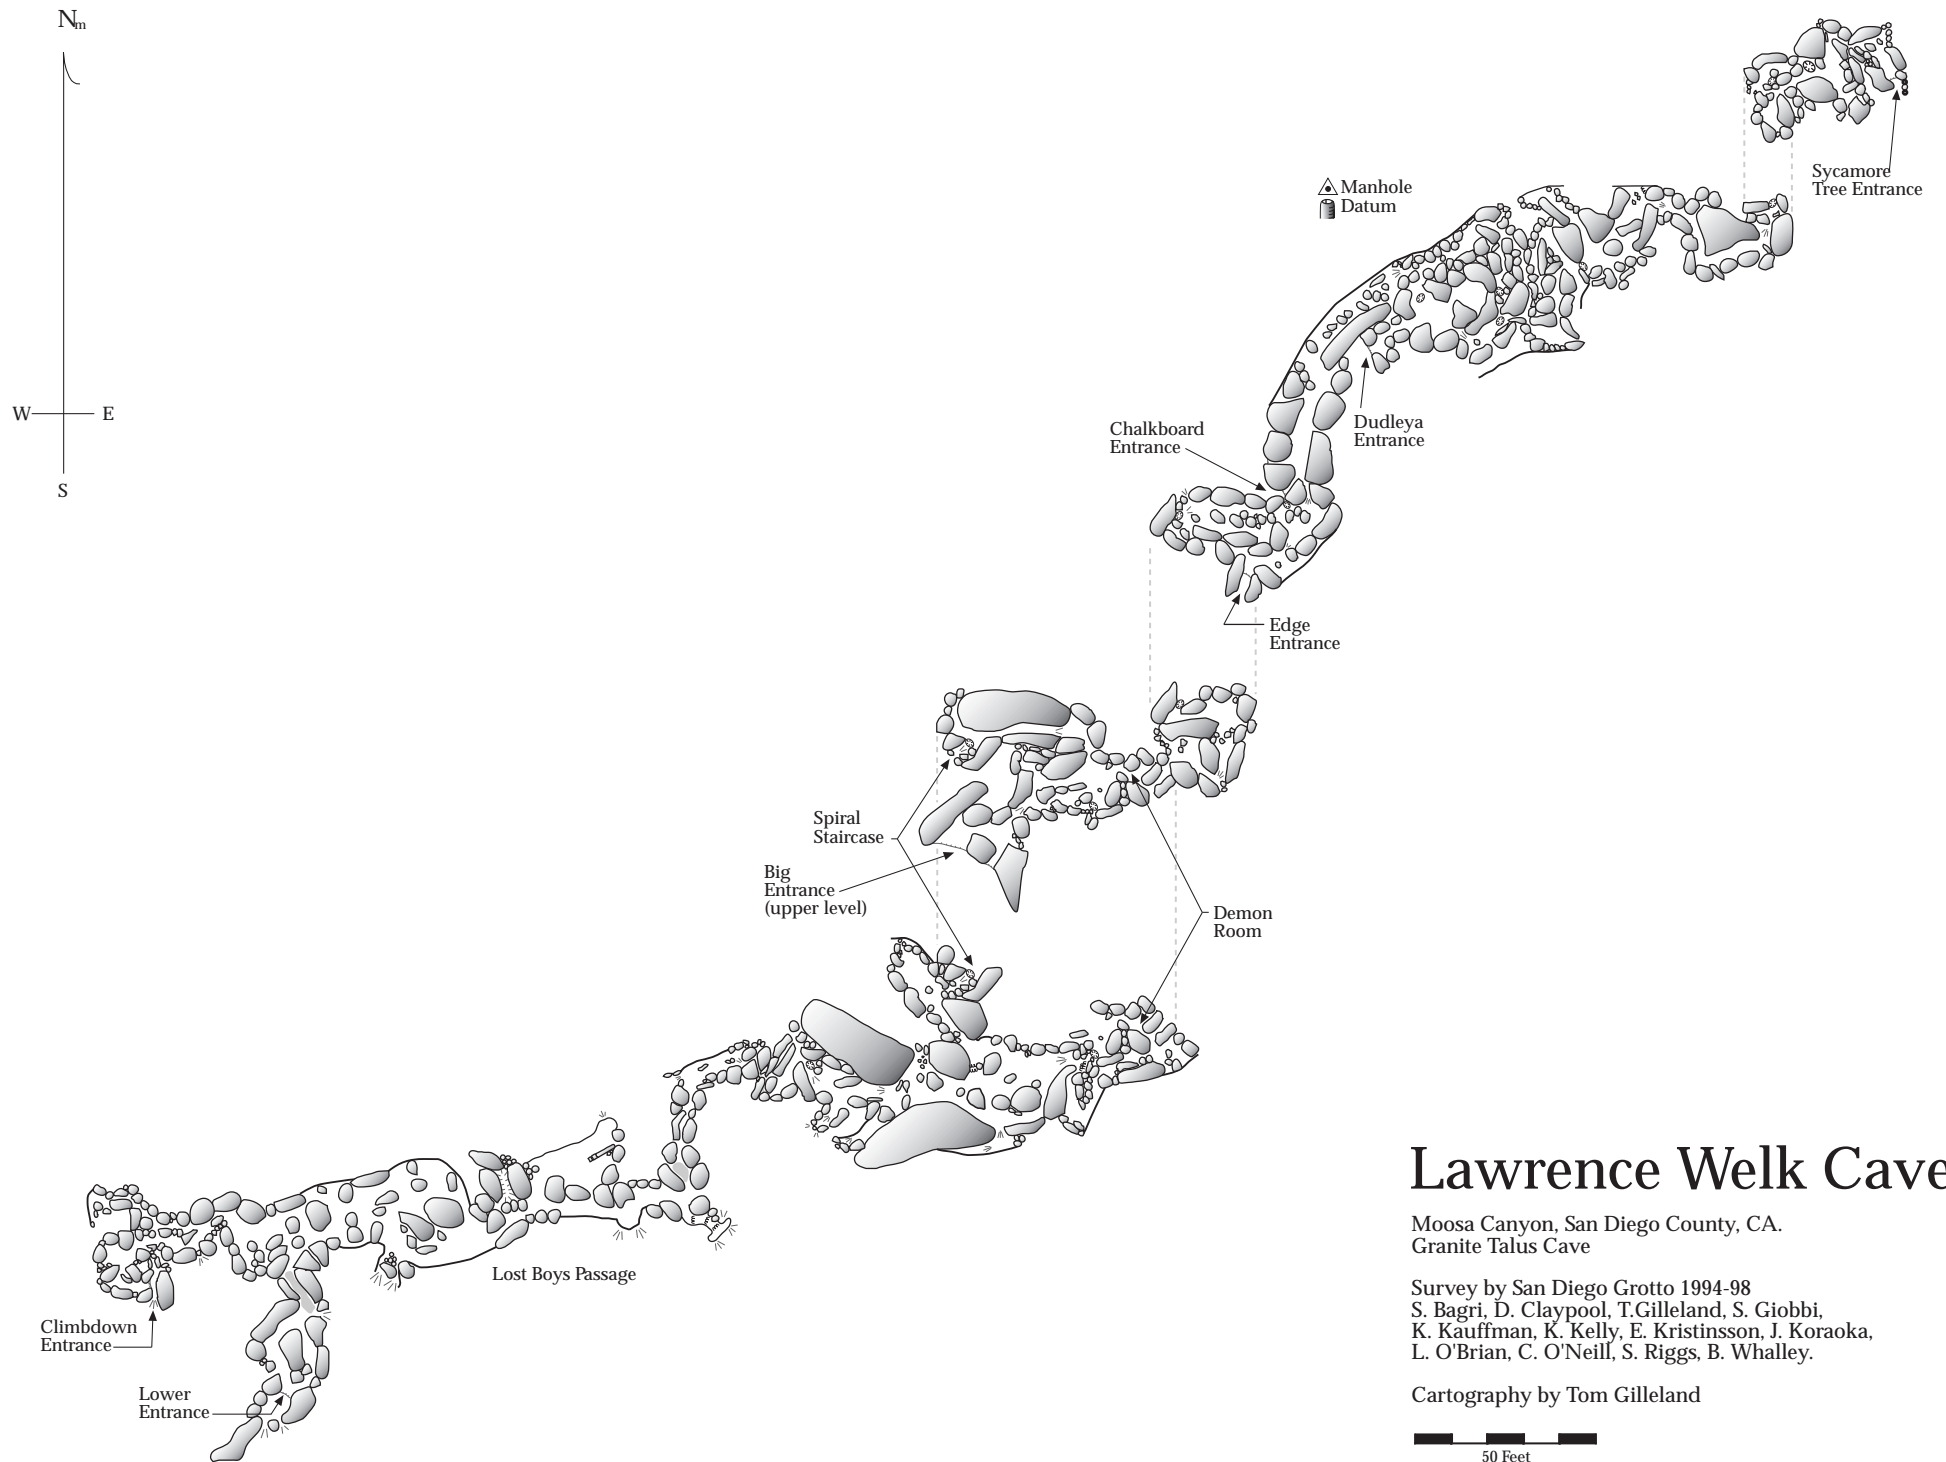 Nm
W
E
S
Sycamore
Tree Entrance
Manhole
Datum
Dudleya
Entrance
Chalkboard
Entrance
Edge
Entrance
Spiral
Staircase
Big
Entrance
(upper level)
Demon
Room
Lost Boys Passage
Climbdown
Entrance
Lower
Entrance
Lawrence Welk Cave
Moosa Canyon, San Diego County, CA.
Granite Talus Cave
Survey by San Diego Grotto 1994-98
S. Bagri, D. Claypool, T.Gilleland, S. Giobbi,
K. Kauffman, K. Kelly, E. Kristinsson, J. Koraoka,
L. O'Brian, C. O'Neill, S. Riggs, B. Whalley.
Cartography by Tom Gilleland
50 Feet